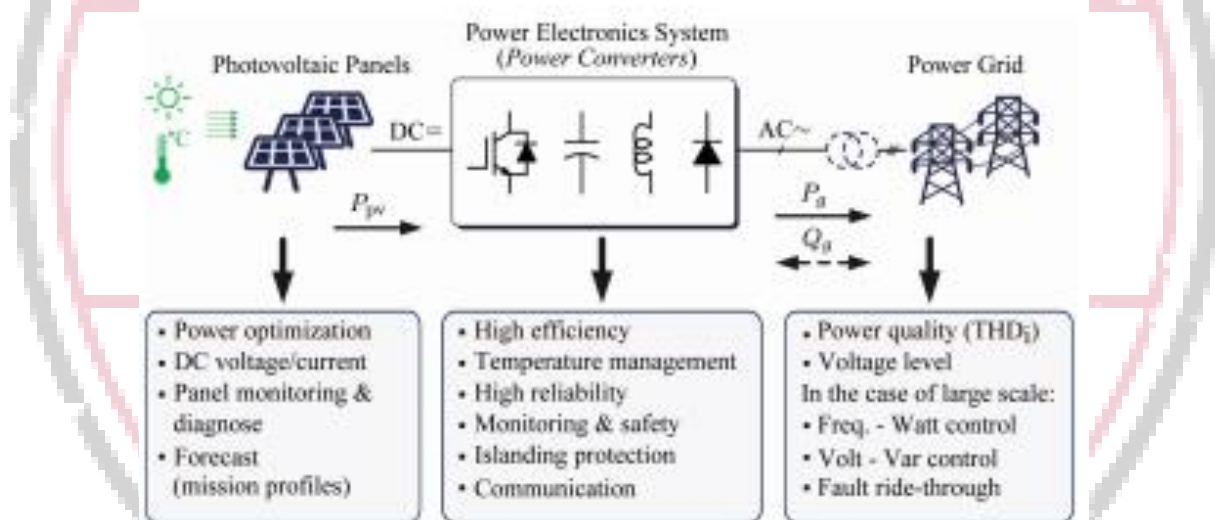 Power Electronics System
(Power Converters)
Photovoltaic Panels
Power Grid
°C
DC=
AC~
Ppv
Pg
Qg
• Power optimization
• DC voltage/current
• Panel monitoring &
diagnose
• Forecast
(mission profiles)
• High efficiency
• Temperature management
• High reliability
• Monitoring & safety
• Islanding protection
• Communication
• Power quality (THDi)
• Voltage level
In the case of large scale:
• Freq. - Watt control
• Volt - Var control
• Fault ride-through